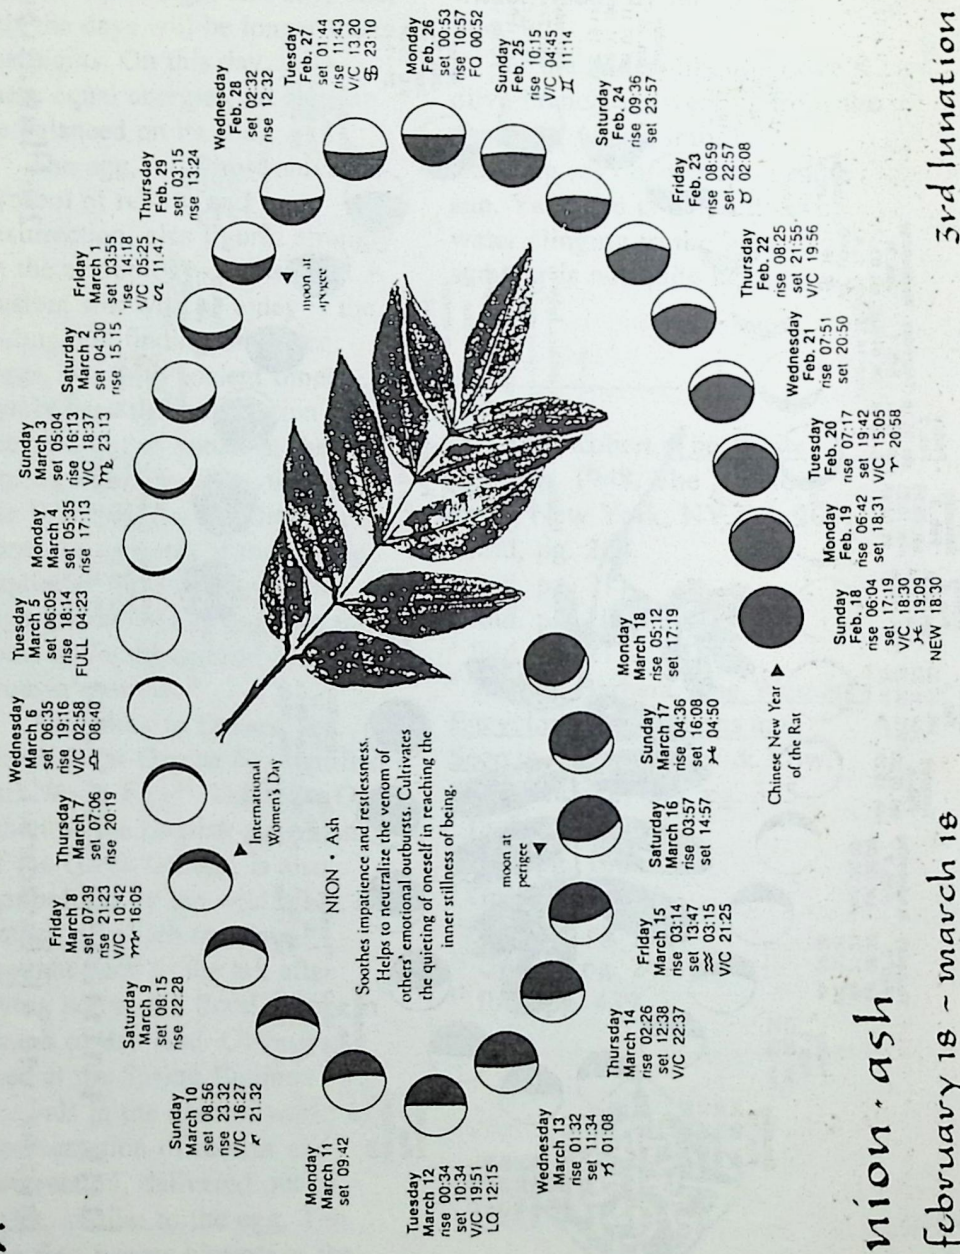 Sunday
Feb. 18
rise 06:04
set 17:19
V/C 18:30
♓ 19.09
NEW 18:30
Chinese New Year ▶
of the Rat
Monday
Feb. 19
rise 06:42
set 18:31
Tuesday
Feb. 20
rise 07:17
set 19:42
V/C 15:05
♈ 20:58
Wednesday
Feb. 21
rise 07:51
set 20:50
Thursday
Feb. 22
rise 08:25
set 21:55
V/C 19.56
Friday
Feb. 23
rise 08:59
set 22:57
♉ 02:08
Saturday
Feb. 24
rise 09:36
set 23:57
Sunday
Feb. 25
rise 10:15
V/C 04:45
♊ 11:14
Monday
Feb. 26
set 00:53
rise 10:57
FQ 00:52
Tuesday
Feb. 27
set 01:44
rise 11:43
V/C 13 20
♋ 23:10
Wednesday
Feb. 28
set 02:32
rise 12:32
Thursday
Feb. 29
set 03:15
rise 13:24
Friday
March 1
set 03:55
rise 14:18
V/C 05:25
♌ 11.47
moon at
apogee
Saturday
March 2
set 04.30
rise 15.15
Sunday
March 3
set 05:04
rise 16:13
V/C 18:37
♍ 23.13
Monday
March 4
set 05:35
rise 17:13
Tuesday
March 5
set 06:05
rise 18:14
FULL 04:23
Wednesday
March 6
set 06:35
rise 19:16
V/C 02:58
♎ 08:40
Thursday
March 7
set 07:06
rise 20:19
Friday
March 8
set 07:39
rise 21:23
V/C 10:42
♏ 16:05
International
Women's Day
Saturday
March 9
set 08.15
rise 22.28
Sunday
March 10
set 08:56
rise 23:32
V/C 16:27
♐ 21.32
Monday
March 11
set 09.42
Tuesday
March 12
rise 00:34
set 10:34
V/C 19:51
LQ 12:15
Wednesday
March 13
rise 01:32
set 11:34
♑ 01:08
Thursday
March 14
rise 02:26
set 12:38
V/C 22:37
Friday
March 15
rise 03:14
set 13:47
♒ 03:15
V/C 21:25
moon at
perigee
Saturday
March 16
rise 03:57
set 14:57
Sunday
March 17
rise 04:36
set 16:08
♓ 04:50
Monday
March 18
rise 05:12
set 17:19
NION • Ash
Soothes impatience and restlessness.
Helps to neutralize the venom of
others' emotional outbursts. Cultivates
the quieting of oneself in reaching the
inner stillness of being.
nion · ash
february 18 ~ march 18
3rd lunation